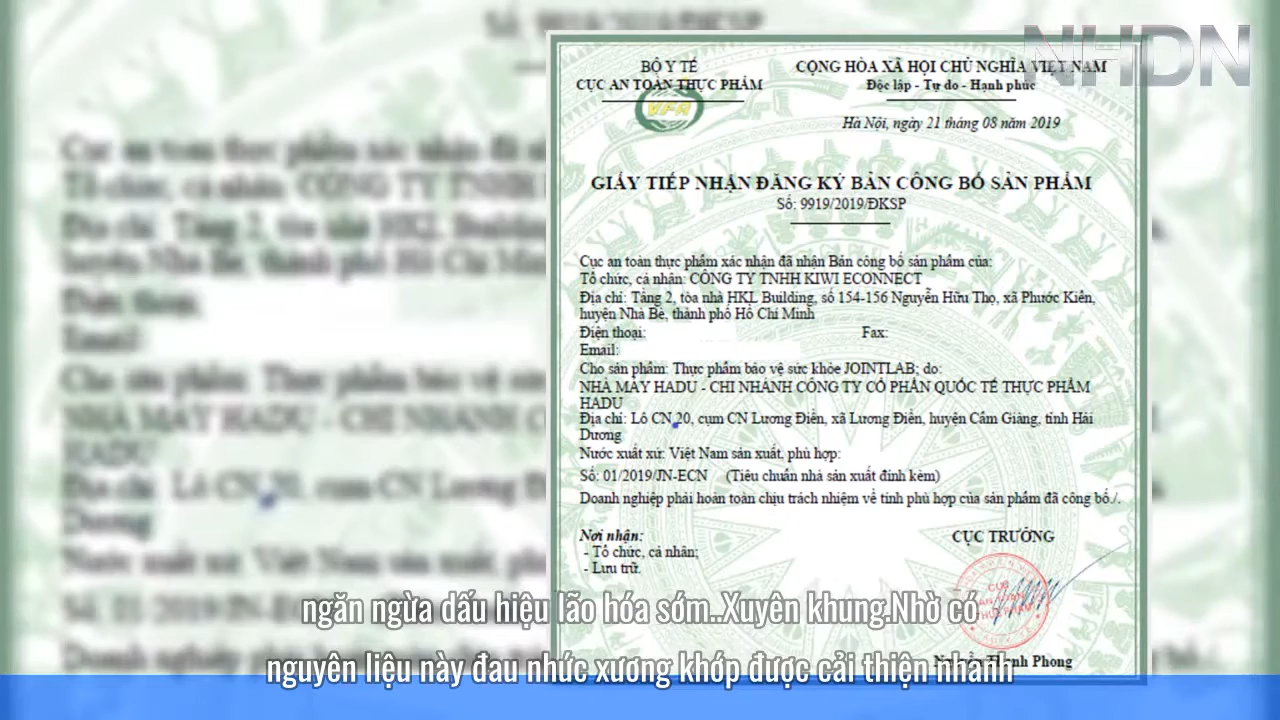 NHDN
BỘ Y TẾ
CỤC AN TOÀN THỰC PHẨM
VFA
CỘNG HÒA XÃ HỘI CHỦ NGHĨA VIỆT NAM
Độc lập - Tự do - Hạnh phúc
Hà Nội, ngày 21 tháng 08 năm 2019
GIẤY TIẾP NHẬN ĐĂNG KÝ BẢN CÔNG BỐ SẢN PHẨM
Số: 9919/2019/ĐKSP
Cục an toàn thực phẩm xác nhận đã nhận Bản công bố sản phẩm của:
Tổ chức, cá nhân: CÔNG TY TNHH KIWI ECONNECT
Địa chỉ: Tầng 2, tòa nhà HKL Building, số 154-156 Nguyễn Hữu Thọ, xã Phước Kiển,
huyện Nhà Bè, thành phố Hồ Chí Minh
Điện thoại: Fax:
Email:
Cho sản phẩm: Thực phẩm bảo vệ sức khỏe JOINTLAB; do:
NHÀ MÁY HADU - CHI NHÁNH CÔNG TY CỔ PHẦN QUỐC TẾ THỰC PHẨM
HADU
Địa chỉ: Lô CN 20, cụm CN Lương Điền, xã Lương Điền, huyện Cẩm Giàng, tỉnh Hải
Dương
Nước xuất xứ: Việt Nam sản xuất, phù hợp:
Số: 01/2019/JN-ECN (Tiêu chuẩn nhà sản xuất đính kèm)
Doanh nghiệp phải hoàn toàn chịu trách nhiệm về tính phù hợp của sản phẩm đã công bố./.
Nơi nhận:
- Tổ chức, cá nhân;
- Lưu trữ.
CỤC TRƯỞNG
CỤC
AN TOÀN
THỰC PHẨM
Thanh Phong
ngăn ngừa dấu hiệu lão hóa sớm..Xuyên khung.Nhờ có
nguyên liệu này đau nhức xương khớp được cải thiện nhanh